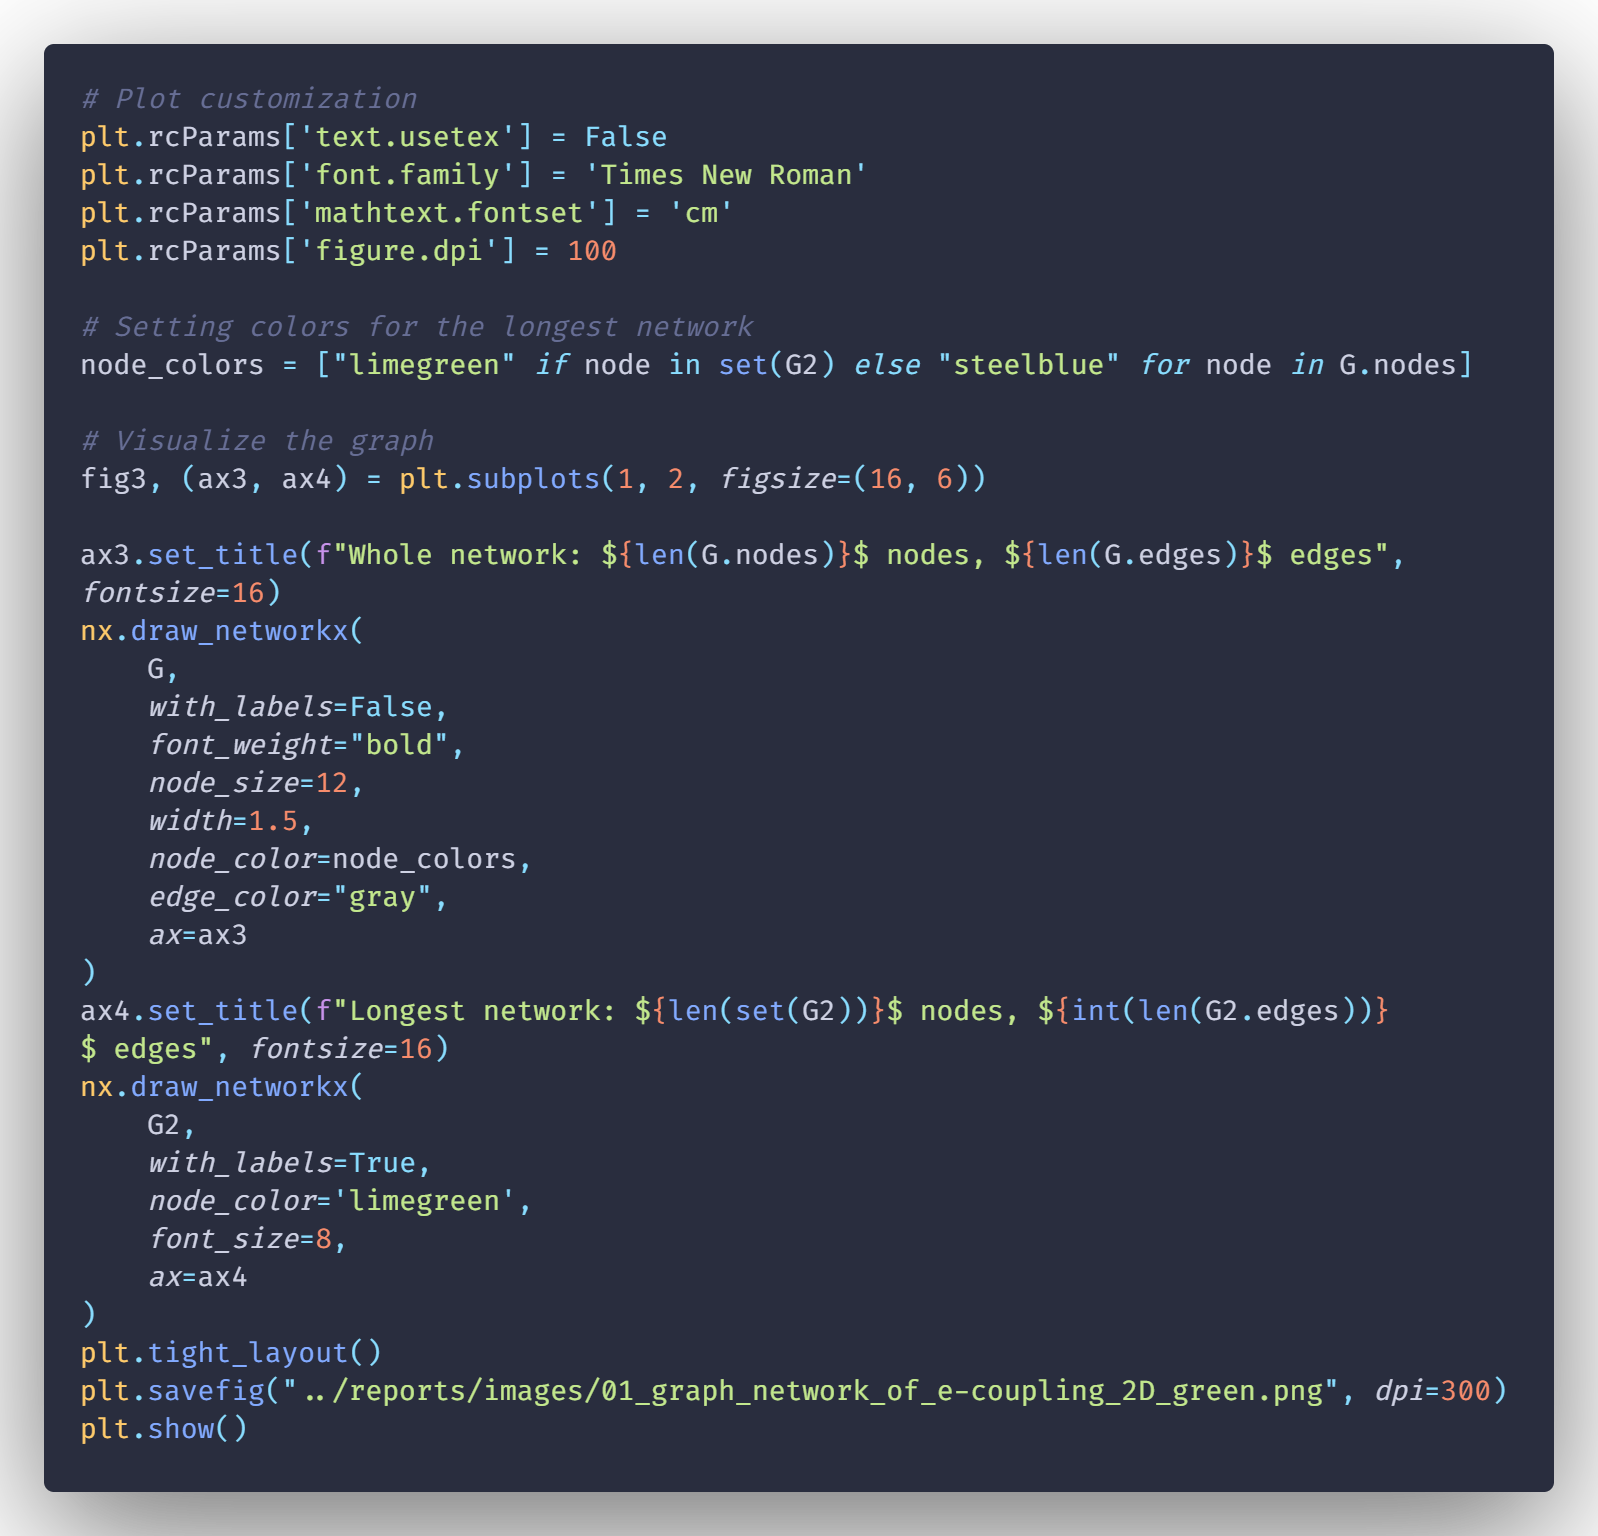 # Plot customization
plt.rcParams['text.usetex'] = False
plt.rcParams['font.family'] = 'Times New Roman'
plt.rcParams['mathtext.fontset'] = 'cm'
plt.rcParams['figure.dpi'] = 100

# Setting colors for the longest network
node_colors = ["limegreen" if node in set(G2) else "steelblue" for node in G.nodes]

# Visualize the graph
fig3, (ax3, ax4) = plt.subplots(1, 2, figsize=(16, 6))

ax3.set_title(f"Whole network: ${len(G.nodes)}$ nodes, ${len(G.edges)}$ edges",
fontsize=16)
nx.draw_networkx(
    G,
    with_labels=False,
    font_weight="bold",
    node_size=12,
    width=1.5,
    node_color=node_colors,
    edge_color="gray",
    ax=ax3
)
ax4.set_title(f"Longest network: ${len(set(G2))}$ nodes, ${int(len(G2.edges))}
$ edges", fontsize=16)
nx.draw_networkx(
    G2,
    with_labels=True,
    node_color='limegreen',
    font_size=8,
    ax=ax4
)
plt.tight_layout()
plt.savefig("../reports/images/01_graph_network_of_e-coupling_2D_green.png", dpi=300)
plt.show()